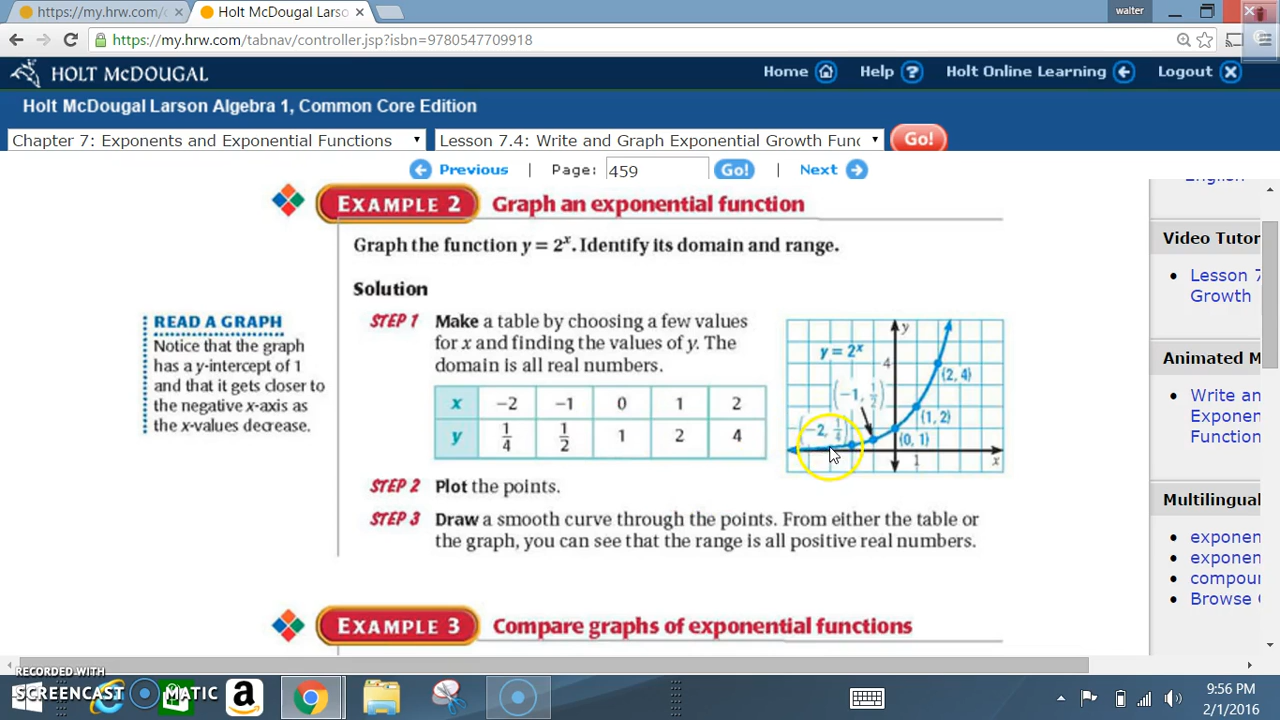 https://my.hrw.com/
Holt McDougal Larson
walter
https://my.hrw.com/tabnav/controller.jsp?isbn=9780547709918
HOLT MCDOUGAL
Home
Help ?
Holt Online Learning
Logout X
Holt McDougal Larson Algebra 1, Common Core Edition
Chapter 7: Exponents and Exponential Functions
Lesson 7.4: Write and Graph Exponential Growth Func
Go!
Previous | Page: 459 Go! | Next
English
EXAMPLE 2 Graph an exponential function
Graph the function y = 2ˣ. Identify its domain and range.
Solution
STEP 1 Make a table by choosing a few values
for x and finding the values of y. The
domain is all real numbers.
x −2 −1 0 1 2
y 1/4 1/2 1 2 4
READ A GRAPH
Notice that the graph
has a y-intercept of 1
and that it gets closer to
the negative x-axis as
the x-values decrease.
y
y = 2ˣ
4
(2, 4)
(−1, 1/2)
(1, 2)
(−2, 1/4)
(0, 1)
1
x
STEP 2 Plot the points.
STEP 3 Draw a smooth curve through the points. From either the table or
the graph, you can see that the range is all positive real numbers.
EXAMPLE 3 Compare graphs of exponential functions
Video Tutor
Lesson 7
Growth
Animated M
Write an
Exponen
Function
Multilingual
exponen
exponen
compou
Browse
RECORDED WITH
SCREENCAST MATIC
a
9:56 PM
2/1/2016